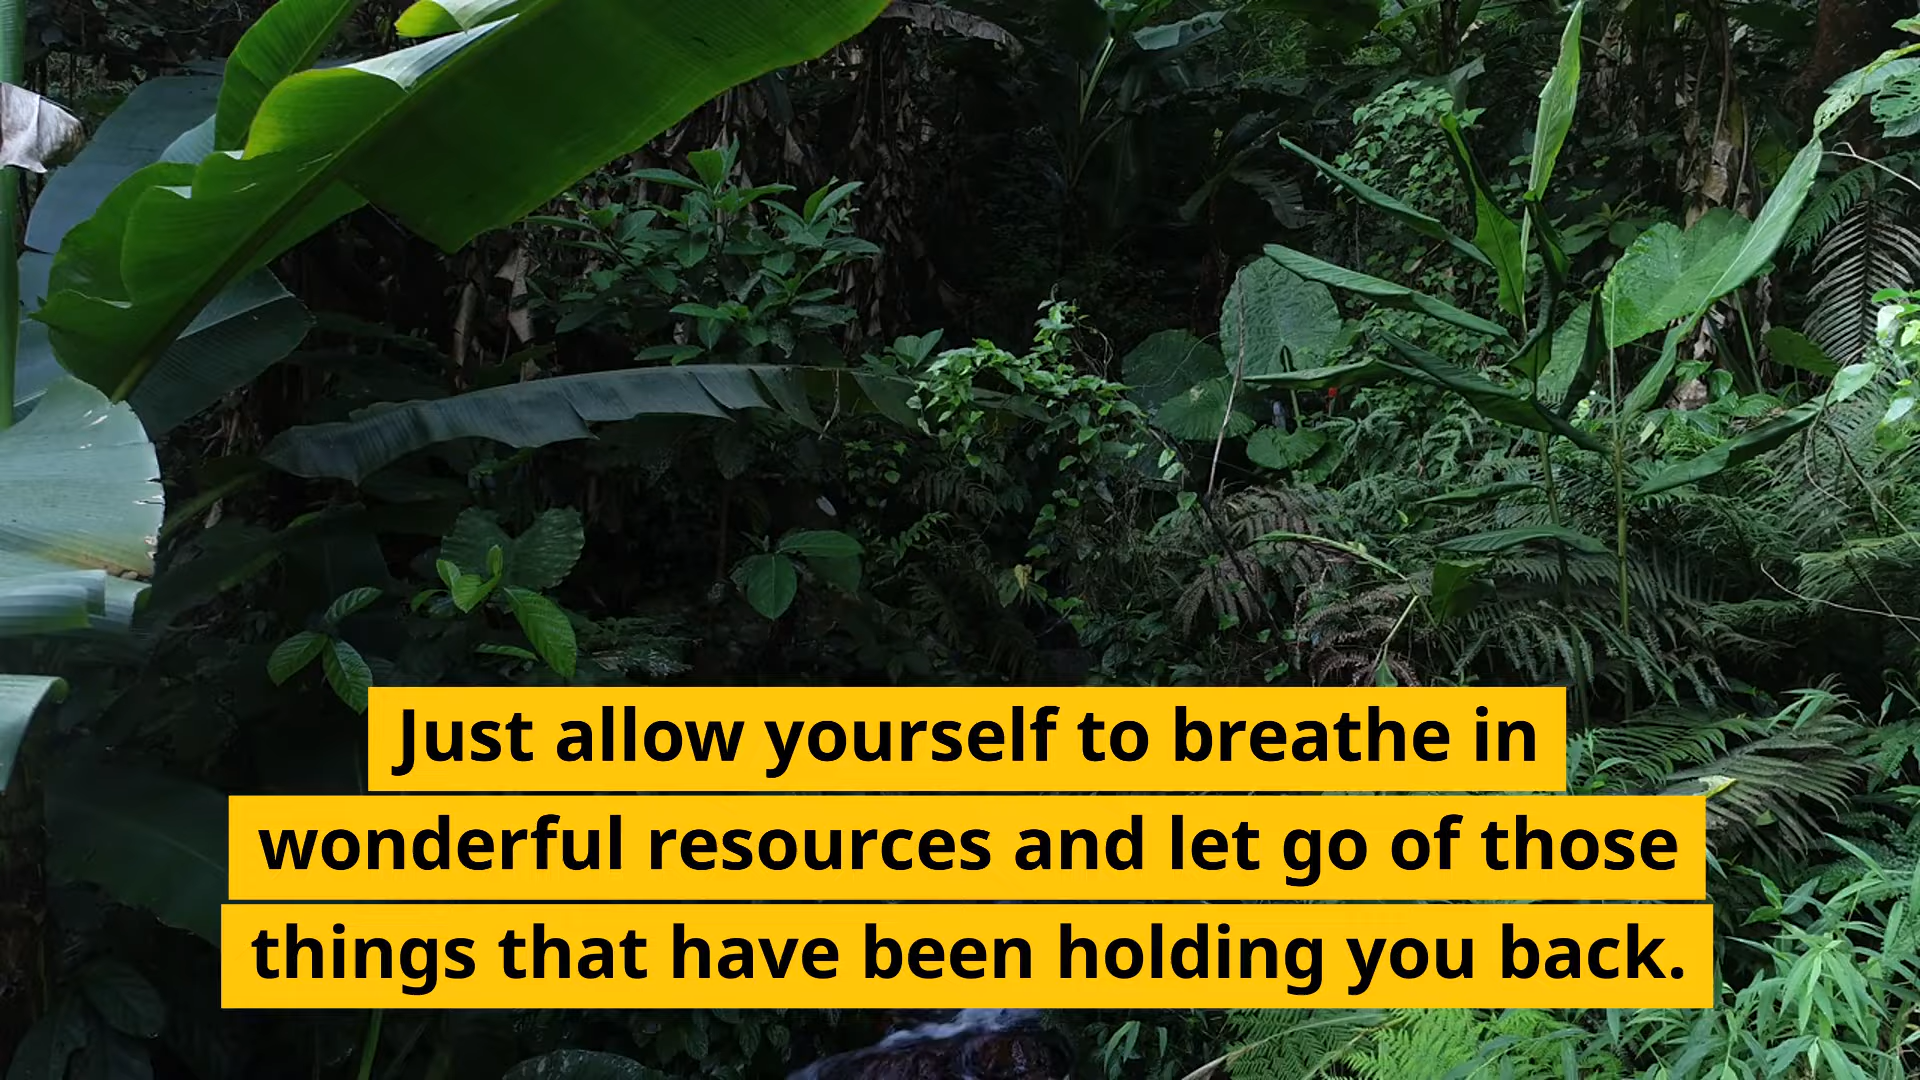 Just allow yourself to breathe in
wonderful resources and let go of those
things that have been holding you back.